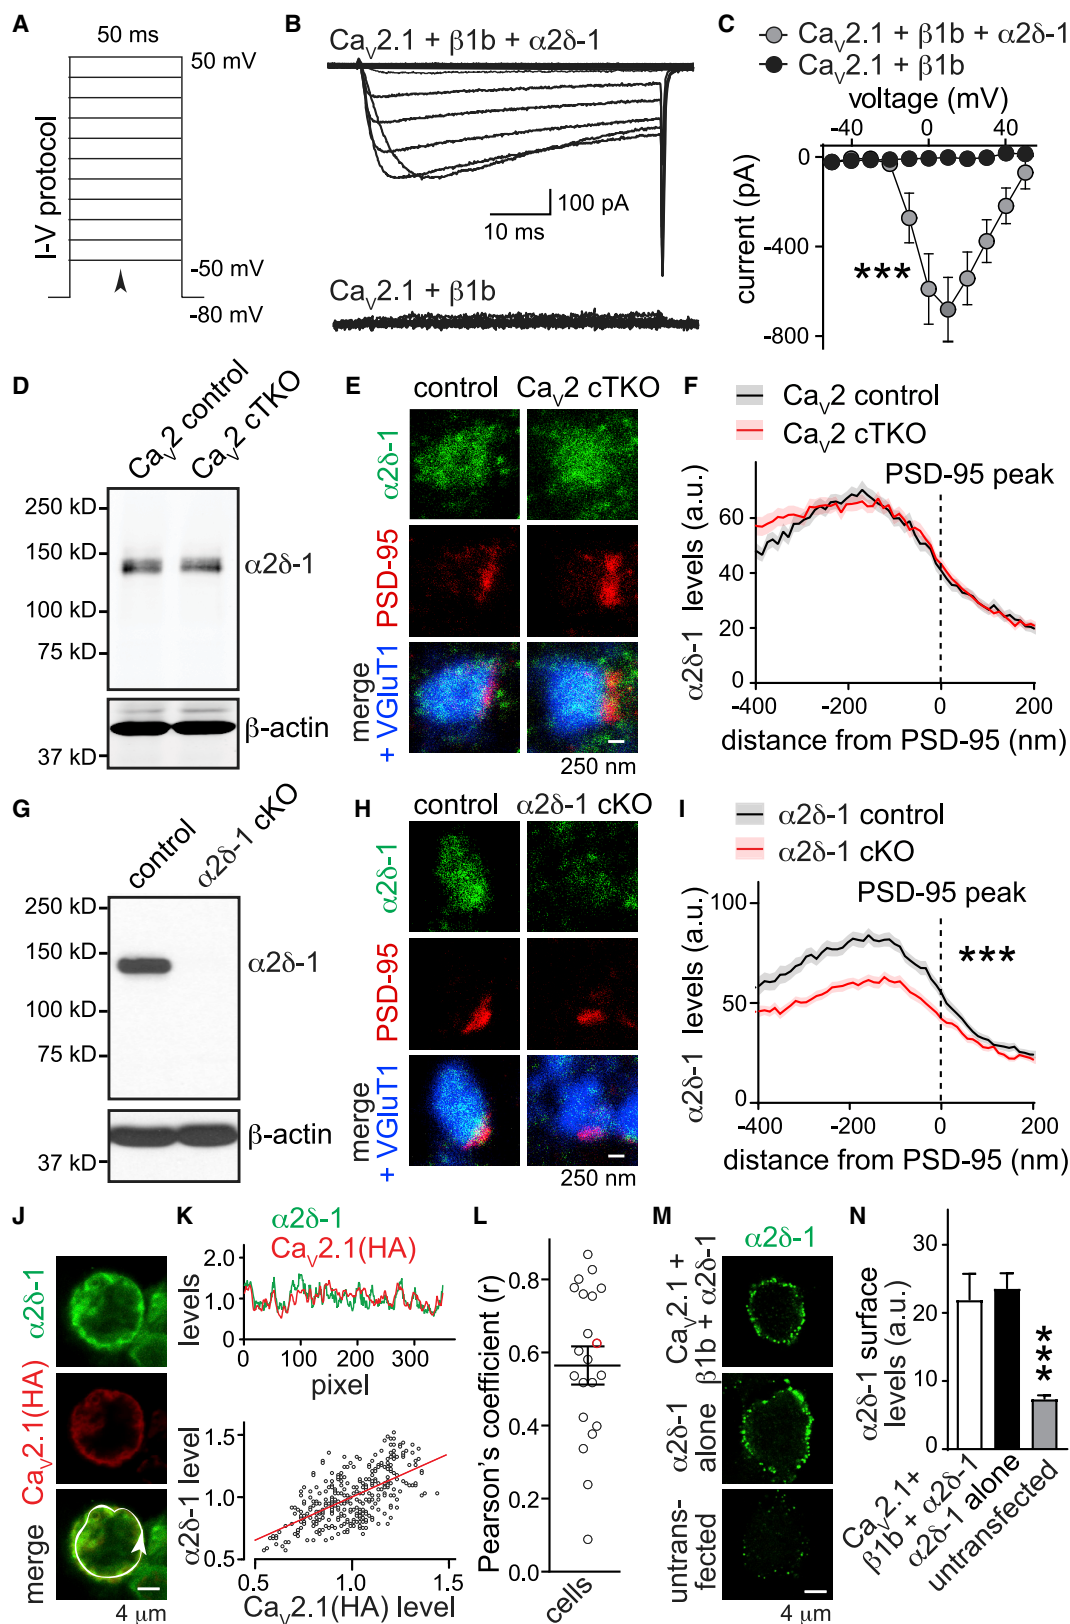 A
50 ms
50 mV
I-V protocol
-50 mV
-80 mV
B
CaV2.1 + β1b + α2δ-1
100 pA
10 ms
CaV2.1 + β1b
C
CaV2.1 + β1b + α2δ-1
CaV2.1 + β1b
voltage (mV)
-40 0 40
0
-400
-800
current (pA)
***
D
CaV2 control
CaV2 cTKO
250 kD
150 kD
100 kD
75 kD
37 kD
α2δ-1
β-actin
E
control CaV2 cTKO
α2δ-1
PSD-95
merge
+ VGluT1
250 nm
F
CaV2 control
CaV2 cTKO
PSD-95 peak
α2δ-1 levels (a.u.)
60
40
20
0
-400 -200 0 200
distance from PSD-95 (nm)
G
control
α2δ-1 cKO
250 kD
150 kD
100 kD
75 kD
37 kD
α2δ-1
β-actin
H
control α2δ-1 cKO
α2δ-1
PSD-95
merge
+ VGluT1
250 nm
I
α2δ-1 control
α2δ-1 cKO
PSD-95 peak
***
α2δ-1 levels (a.u.)
100
50
0
-400 -200 0 200
distance from PSD-95 (nm)
J
α2δ-1
CaV2.1(HA)
merge
4 μm
K
α2δ-1
CaV2.1(HA)
levels
2.0
1.0
0
0 100 200 300
pixel
α2δ-1 level
1.5
1.0
0.5
0.5 1.0 1.5
CaV2.1(HA) level
L
Pearson's coefficient (r)
0.8
0.6
0.4
0.2
0.0
cells
M
α2δ-1
CaV2.1 +
β1b + α2δ-1
α2δ-1
alone
untrans-
fected
4 μm
N
α2δ-1 surface
levels (a.u.)
30
20
10
0
***
CaV2.1+
β1b + α2δ-1
α2δ-1 alone
untransfected